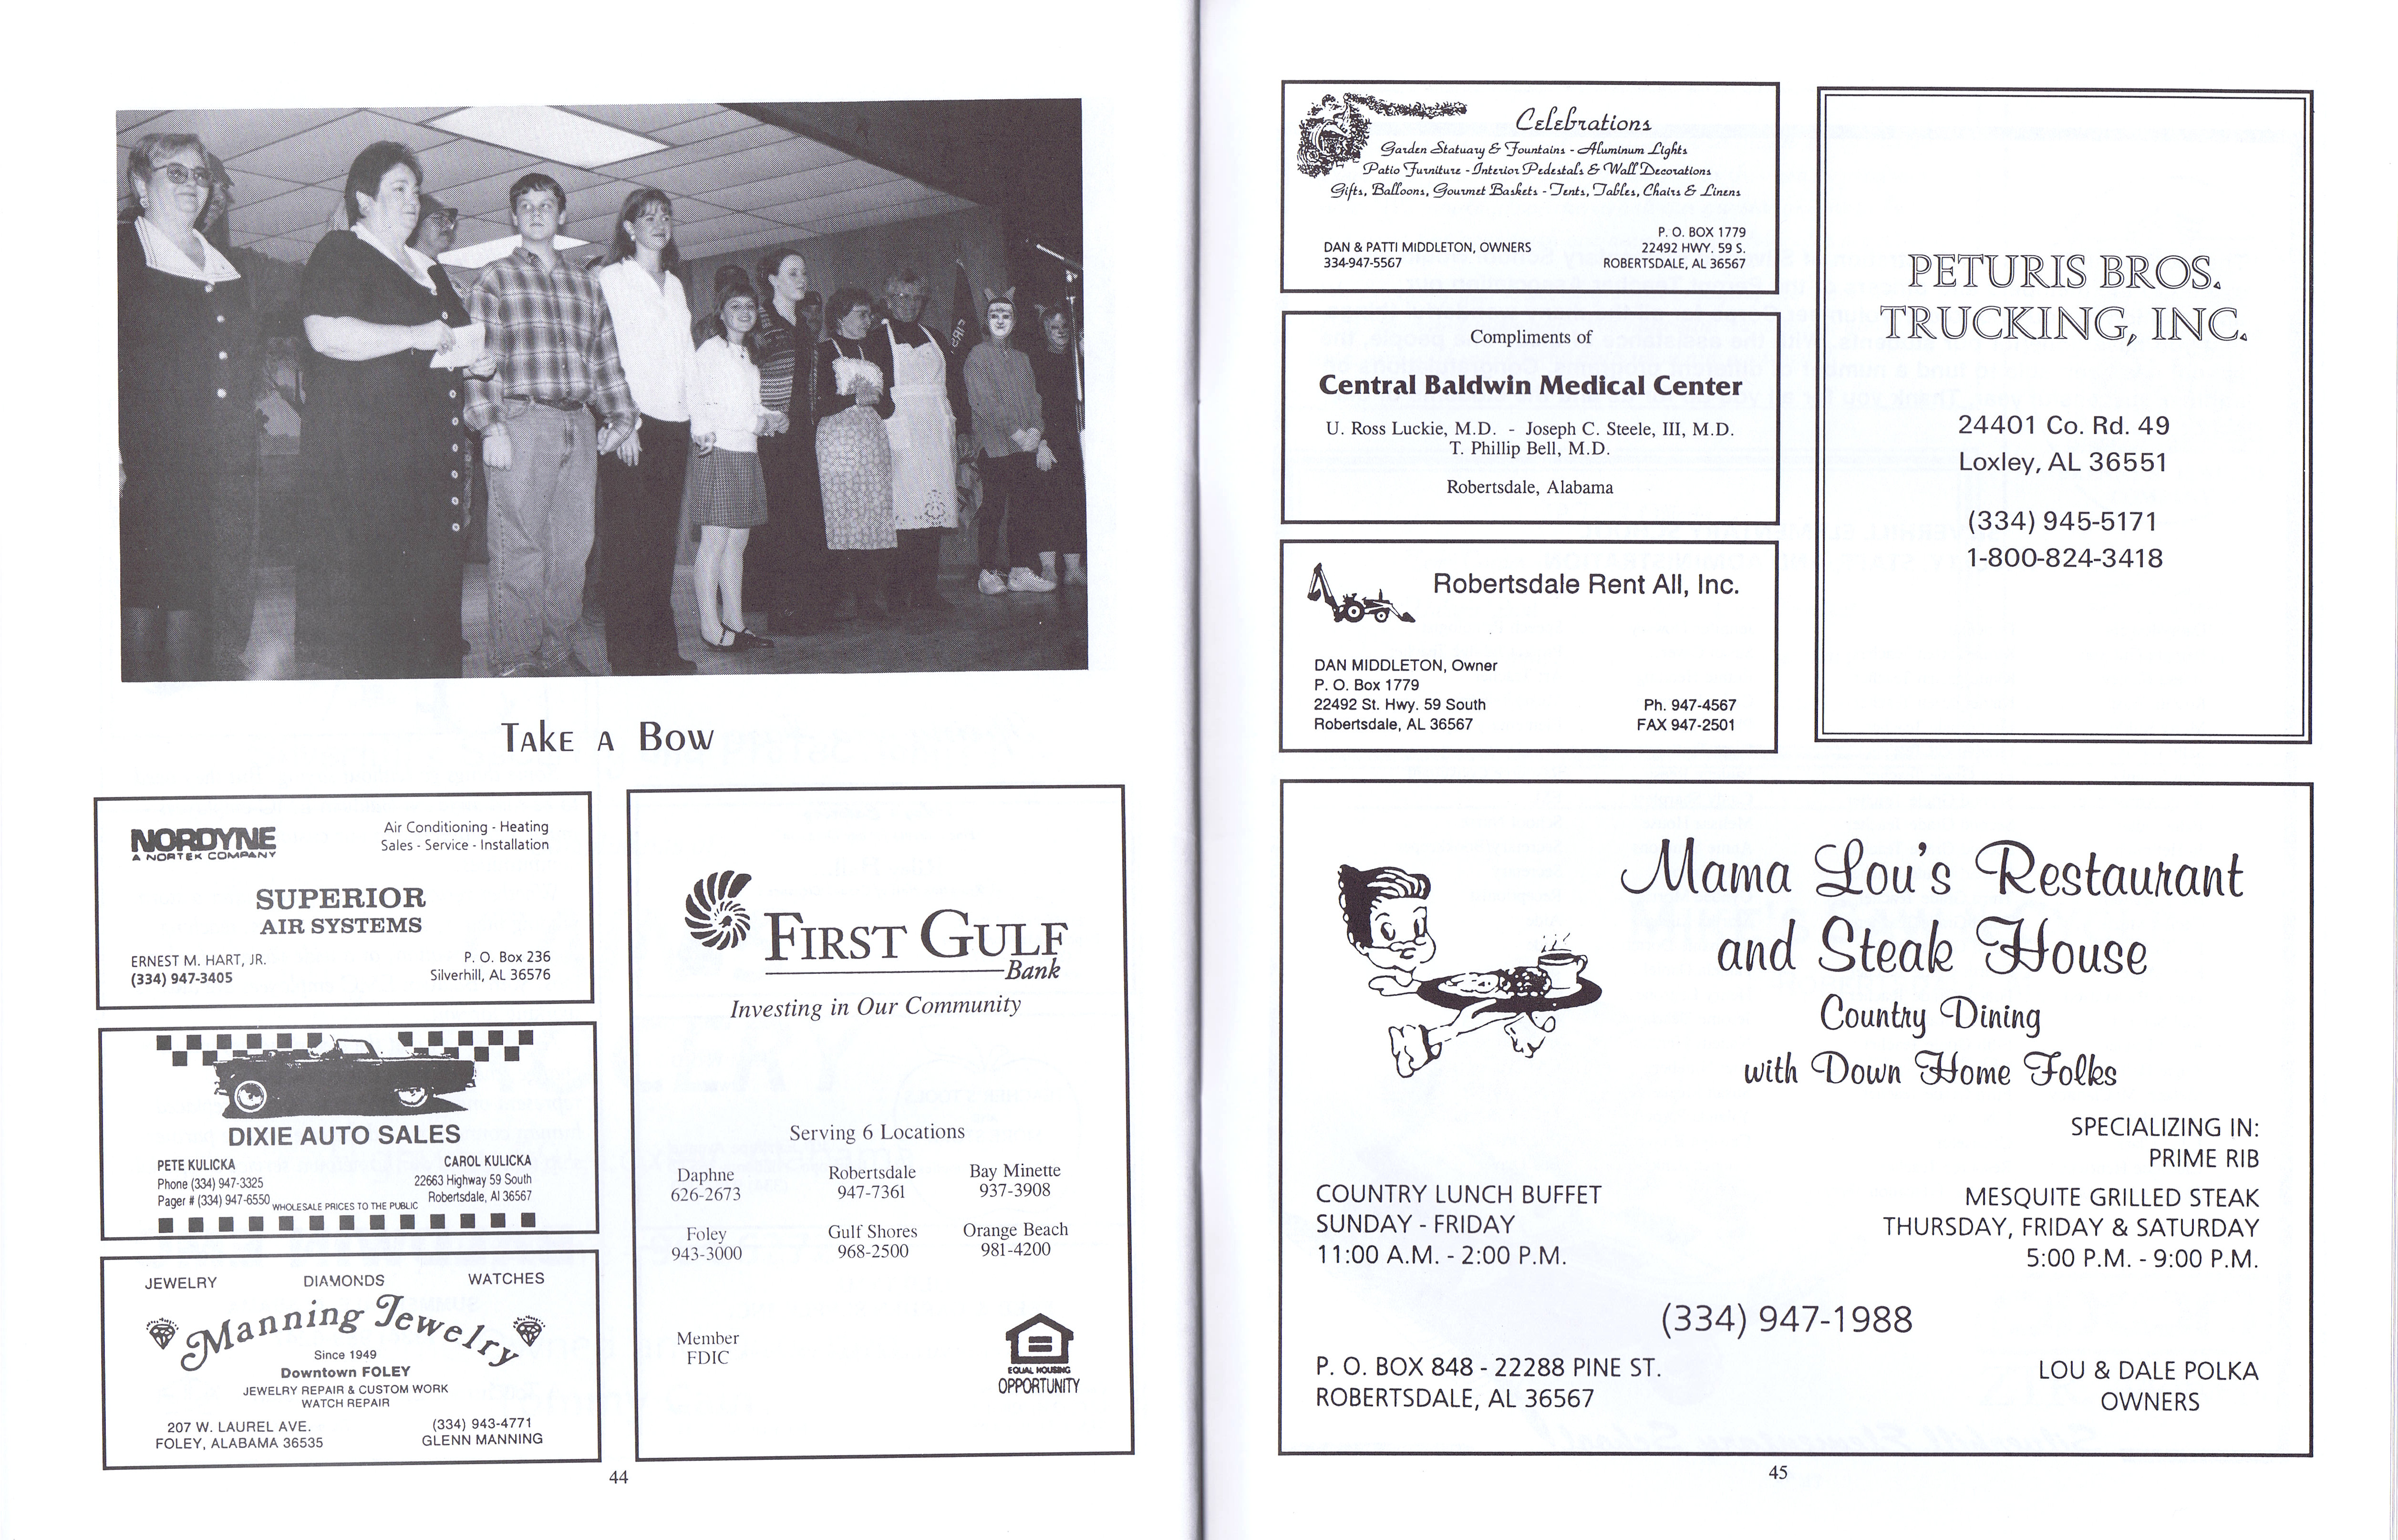 TAKE A BOW
NORDYNE
A NORTEK COMPANY
Air Conditioning - Heating
Sales - Service - Installation
SUPERIOR
AIR SYSTEMS
ERNEST M. HART, JR.
(334) 947-3405
P. O. Box 236
Silverhill, AL 36576
DIXIE AUTO SALES
PETE KULICKA
Phone (334) 947-3325
Pager # (334) 947-6550
WHOLESALE PRICES TO THE PUBLIC
CAROL KULICKA
22663 Highway 59 South
Robertsdale, Al 36567
JEWELRY DIAMONDS WATCHES
Manning Jewelry
Since 1949
Downtown FOLEY
JEWELRY REPAIR & CUSTOM WORK
WATCH REPAIR
207 W. LAUREL AVE.
FOLEY, ALABAMA 36535
(334) 943-4771
GLENN MANNING
FIRST GULF
Bank
Investing in Our Community
Serving 6 Locations
Daphne
626-2673
Robertsdale
947-7361
Bay Minette
937-3908
Foley
943-3000
Gulf Shores
968-2500
Orange Beach
981-4200
Member
FDIC
EQUAL HOUSING
OPPORTUNITY
44
Celebrations
Garden Statuary & Fountains - Aluminum Lights
Patio Furniture - Interior Pedestals & Wall Decorations
Gifts, Balloons, Gourmet Baskets - Tents, Tables, Chairs & Linens
DAN & PATTI MIDDLETON, OWNERS
334-947-5567
P. O. BOX 1779
22492 HWY. 59 S.
ROBERTSDALE, AL 36567
Compliments of
Central Baldwin Medical Center
U. Ross Luckie, M.D. - Joseph C. Steele, III, M.D.
T. Phillip Bell, M.D.
Robertsdale, Alabama
Robertsdale Rent All, Inc.
DAN MIDDLETON, Owner
P. O. Box 1779
22492 St. Hwy. 59 South
Robertsdale, AL 36567
Ph. 947-4567
FAX 947-2501
PETURIS BROS.
TRUCKING, INC.
24401 Co. Rd. 49
Loxley, AL 36551
(334) 945-5171
1-800-824-3418
Mama Lou's Restaurant
and Steak House
Country Dining
with Down Home Folks
SPECIALIZING IN:
PRIME RIB
COUNTRY LUNCH BUFFET
SUNDAY - FRIDAY
11:00 A.M. - 2:00 P.M.
MESQUITE GRILLED STEAK
THURSDAY, FRIDAY & SATURDAY
5:00 P.M. - 9:00 P.M.
(334) 947-1988
P. O. BOX 848 - 22288 PINE ST.
ROBERTSDALE, AL 36567
LOU & DALE POLKA
OWNERS
45